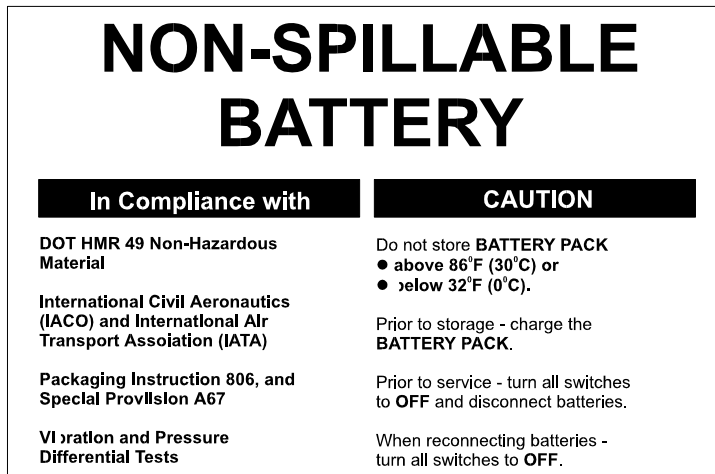 NON-SPILLABLE
BATTERY
In Compliance with
DOT HMR 49 Non-Hazardous
Material
International Civil Aeronautics
(IACO) and International Air
Transport Assoiation (IATA)
Packaging Instruction 806, and
Special Provilsion A67
Vibration and Pressure
Differential Tests
CAUTION
Do not store BATTERY PACK
● above 86°F (30°C) or
● below 32°F (0°C).
Prior to storage - charge the
BATTERY PACK.
Prior to service - turn all switches
to OFF and disconnect batteries.
When reconnecting batteries -
turn all switches to OFF.